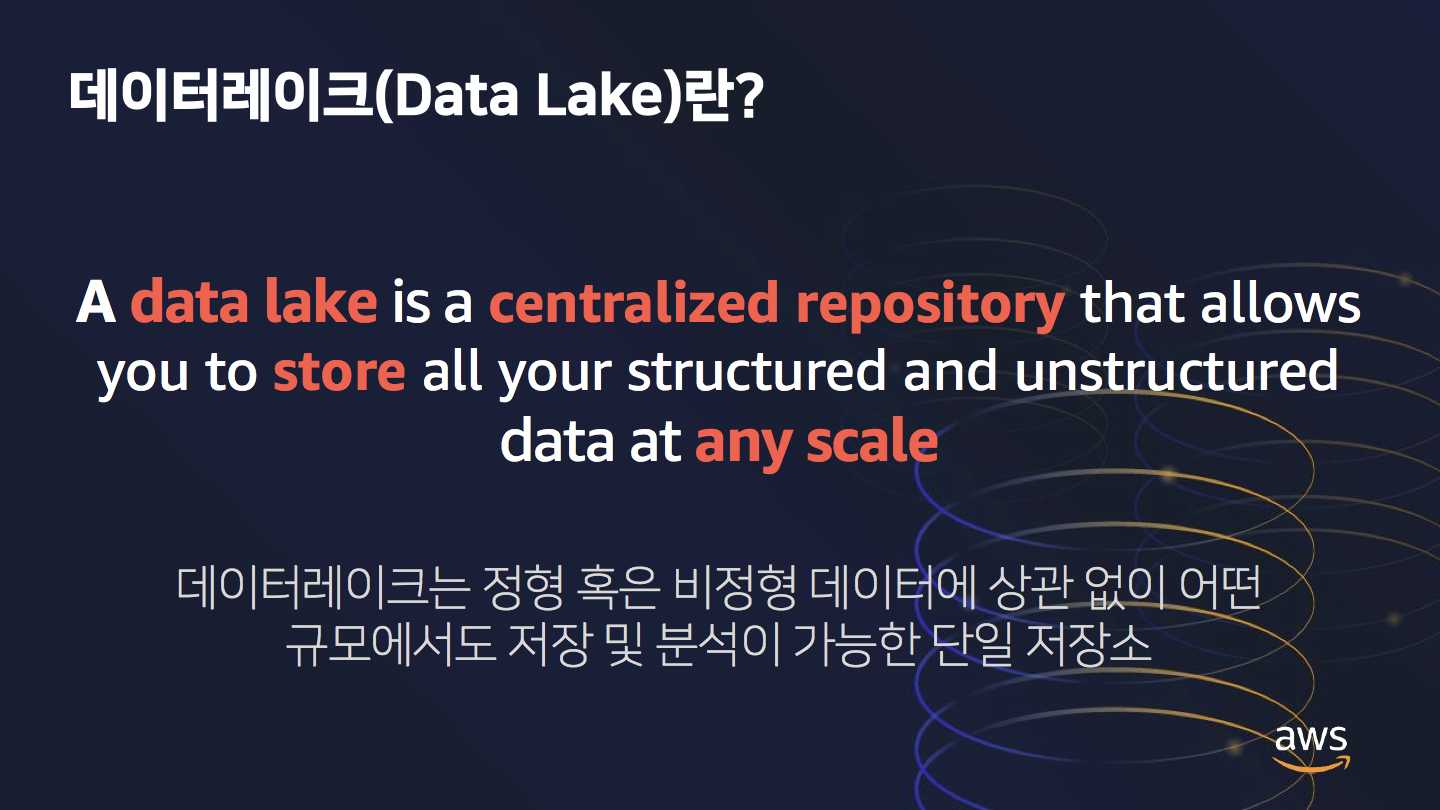 데이터레이크(Data Lake)란?
A data lake is a centralized repository that allows
you to store all your structured and unstructured
data at any scale
데이터레이크는 정형 혹은 비정형 데이터에 상관 없이 어떤
규모에서도 저장 및 분석이 가능한 단일 저장소
aws